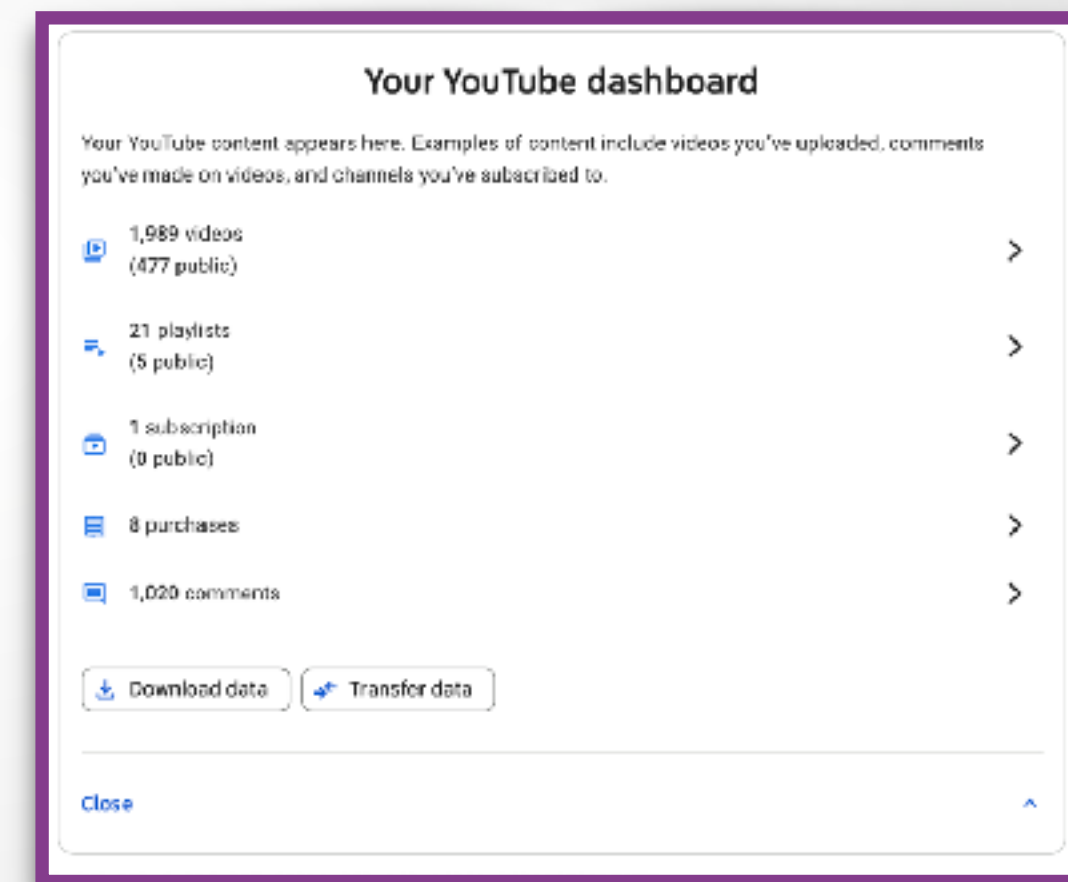 Your YouTube dashboard
Your YouTube content appears here. Examples of content include videos you've uploaded, comments
you've made on videos, and channels you've subscribed to.
1,989 videos
(477 public)
21 playlists
(5 public)
1 subscription
(0 public)
8 purchases
1,020 comments
Download data
Transfer data
Close